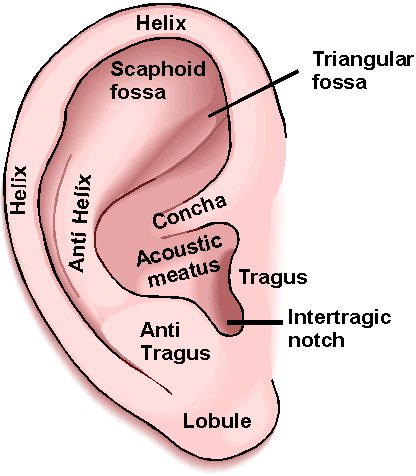 Helix
Scaphoid
fossa
Triangular
fossa
Helix
Anti Helix
Concha
Acoustic
meatus
Tragus
Intertragic
notch
Anti
Tragus
Lobule